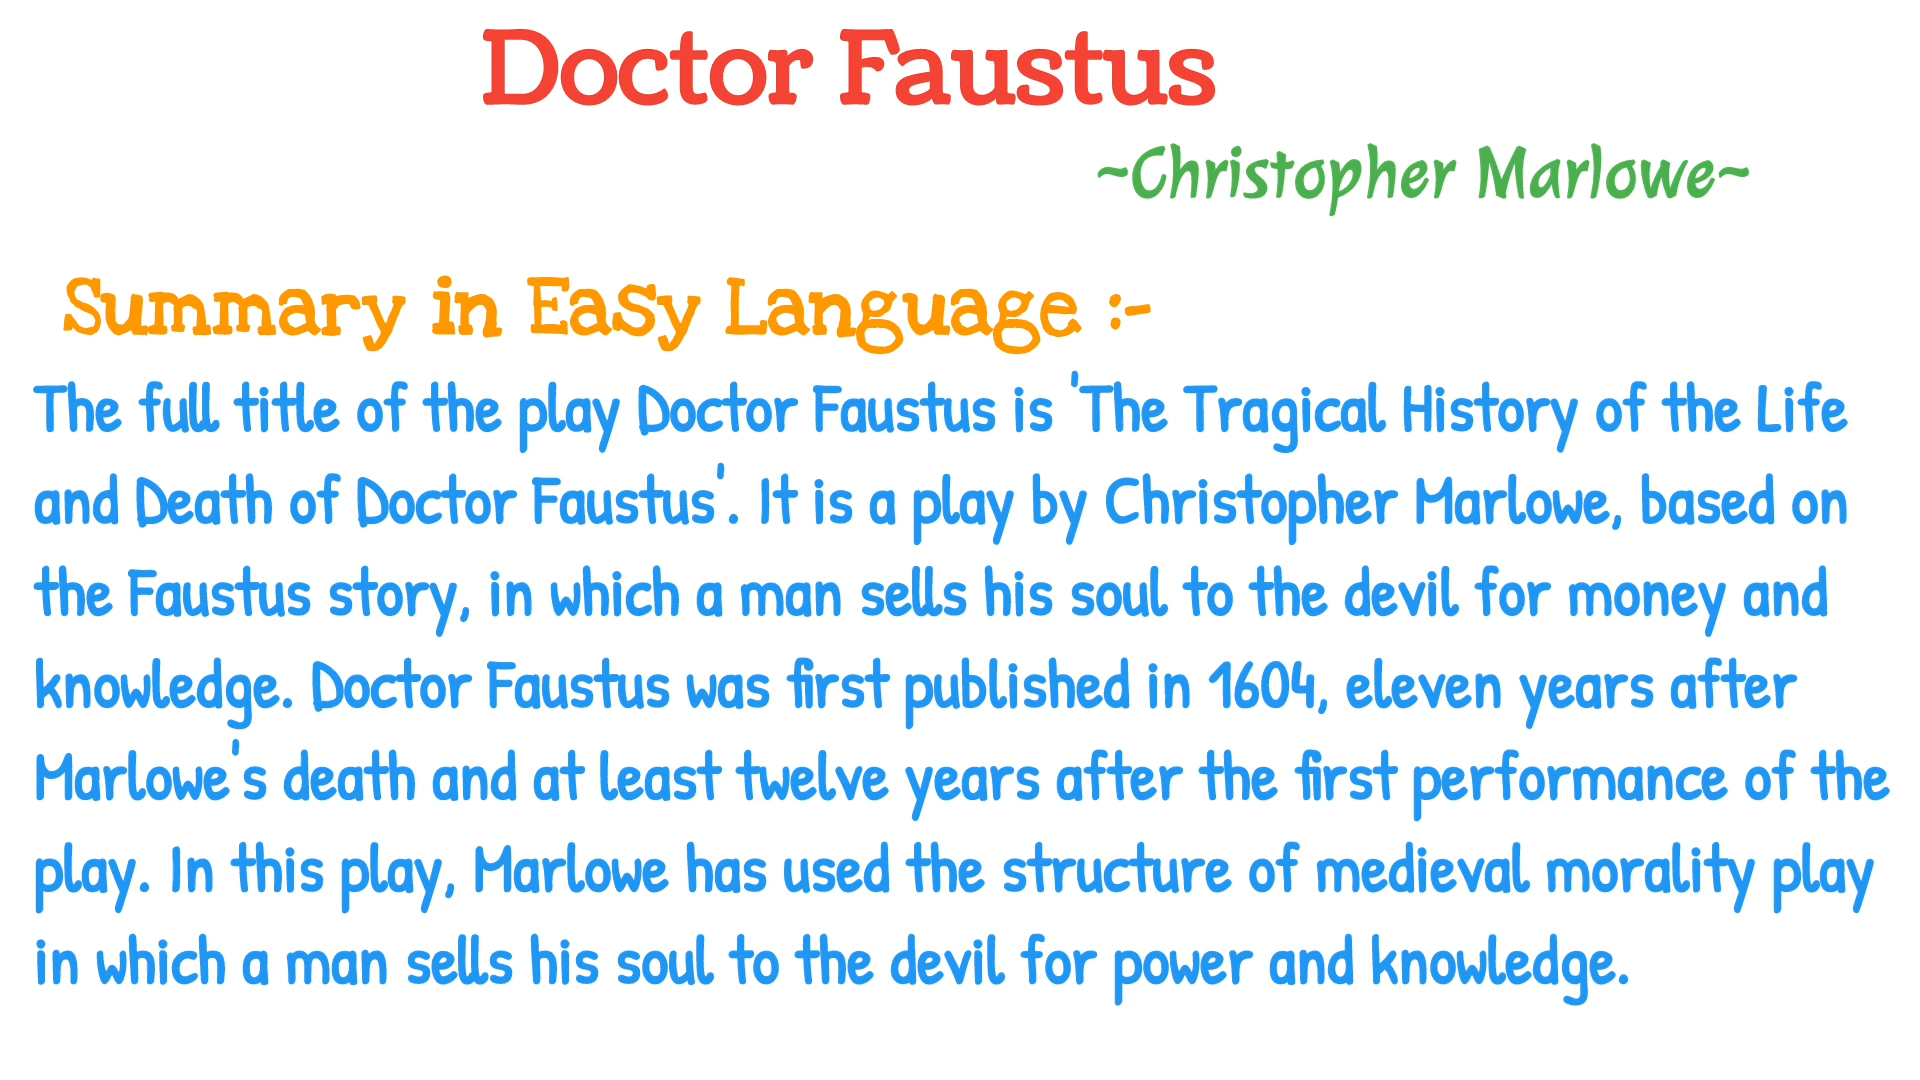 Doctor Faustus
~Christopher Marlowe~
Summary in Easy Language :-
The full title of the play Doctor Faustus is 'The Tragical History of the Life
and Death of Doctor Faustus'. It is a play by Christopher Marlowe, based on
the Faustus story, in which a man sells his soul to the devil for money and
knowledge. Doctor Faustus was first published in 1604, eleven years after
Marlowe's death and at least twelve years after the first performance of the
play. In this play, Marlowe has used the structure of medieval morality play
in which a man sells his soul to the devil for power and knowledge.